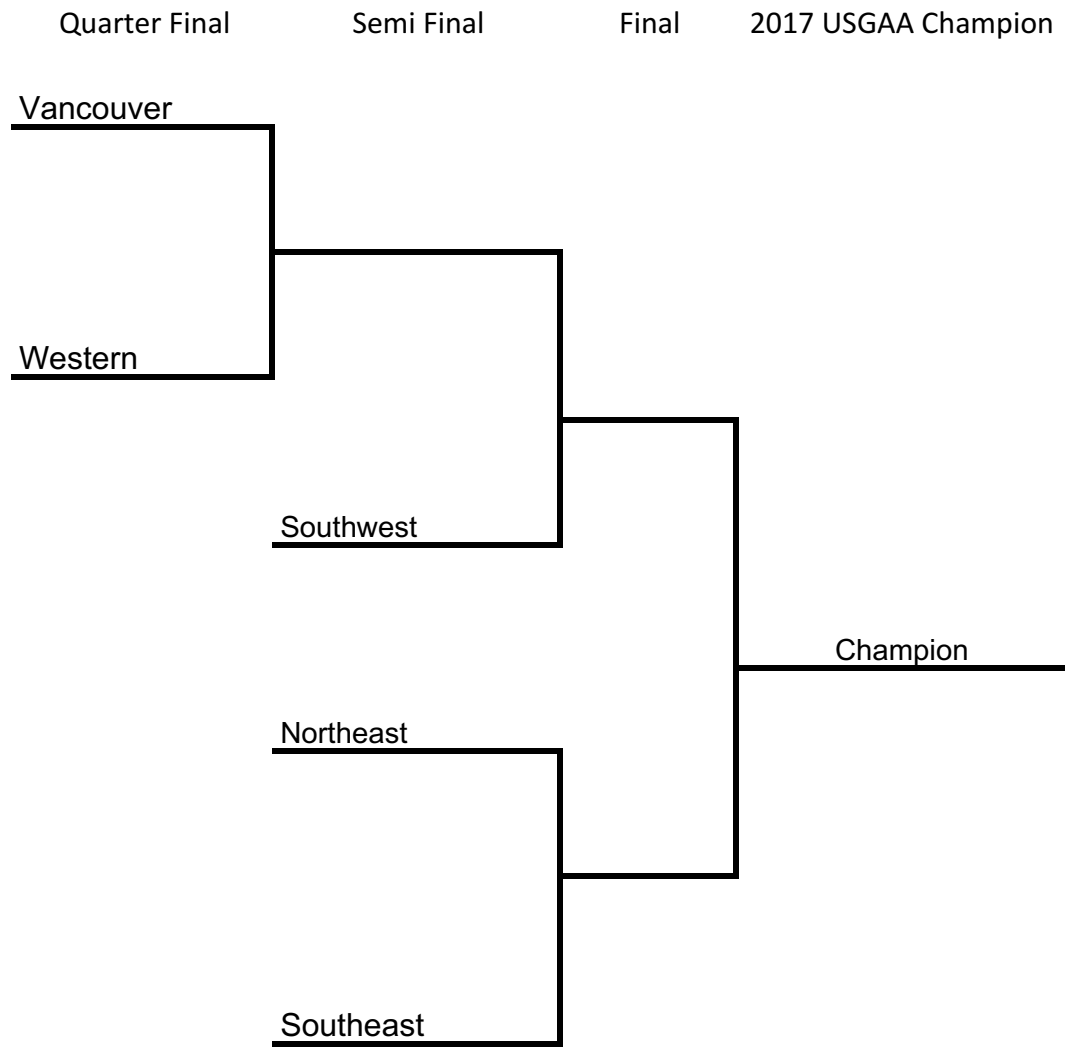 Quarter Final Semi Final Final 2017 USGAA Champion
Vancouver
Western
Southwest
Champion
Northeast
Southeast